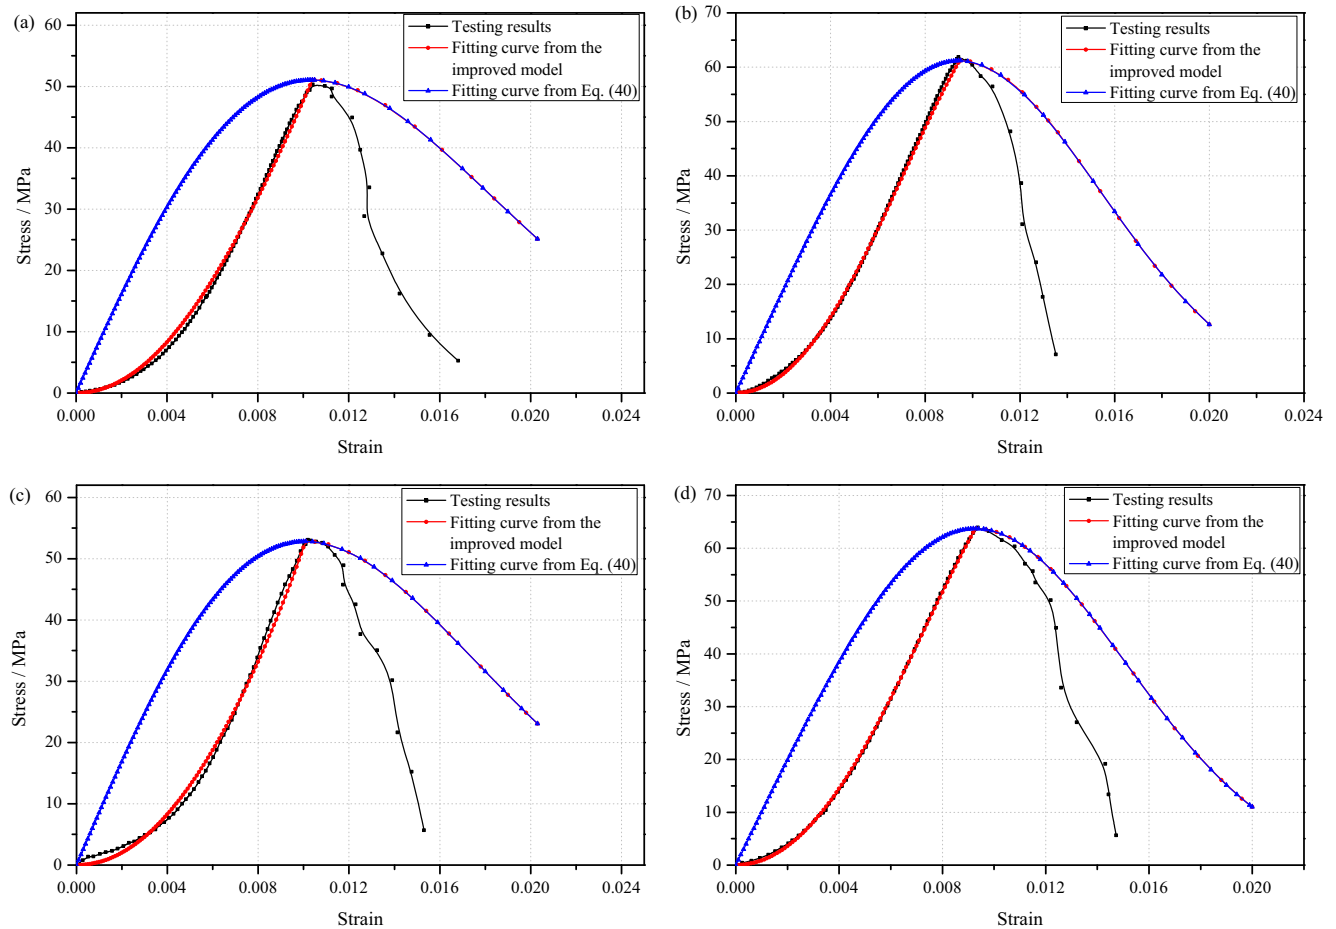 (a)
Testing results
Fitting curve from the
improved model
Fitting curve from Eq. (40)
60
50
40
30
20
10
0
Stress / MPa
0.000 0.004 0.008 0.012 0.016 0.020 0.024
Strain
(b)
Testing results
Fitting curve from the
improved model
Fitting curve from Eq. (40)
70
60
50
40
30
20
10
0
Stress / MPa
0.000 0.004 0.008 0.012 0.016 0.020 0.024
Strain
(c)
Testing results
Fitting curve from the
improved model
Fitting curve from Eq. (40)
60
50
40
30
20
10
0
Stress / MPa
0.000 0.004 0.008 0.012 0.016 0.020 0.024
Strain
(d)
Testing results
Fitting curve from the
improved model
Fitting curve from Eq. (40)
70
60
50
40
30
20
10
0
Stress / MPa
0.000 0.004 0.008 0.012 0.016 0.020
Strain